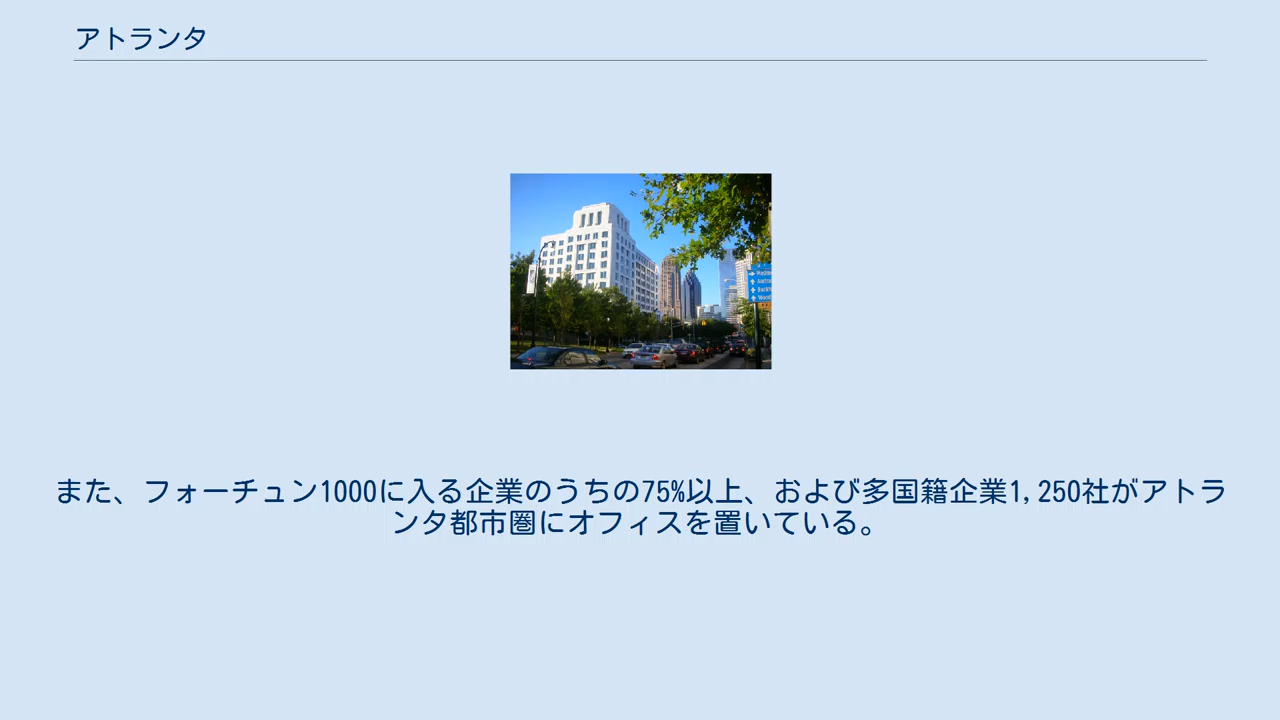 アトランタ
また、フォーチュン1000に入る企業のうちの75%以上、および多国籍企業1,250社がアトラ
ンタ都市圏にオフィスを置いている。